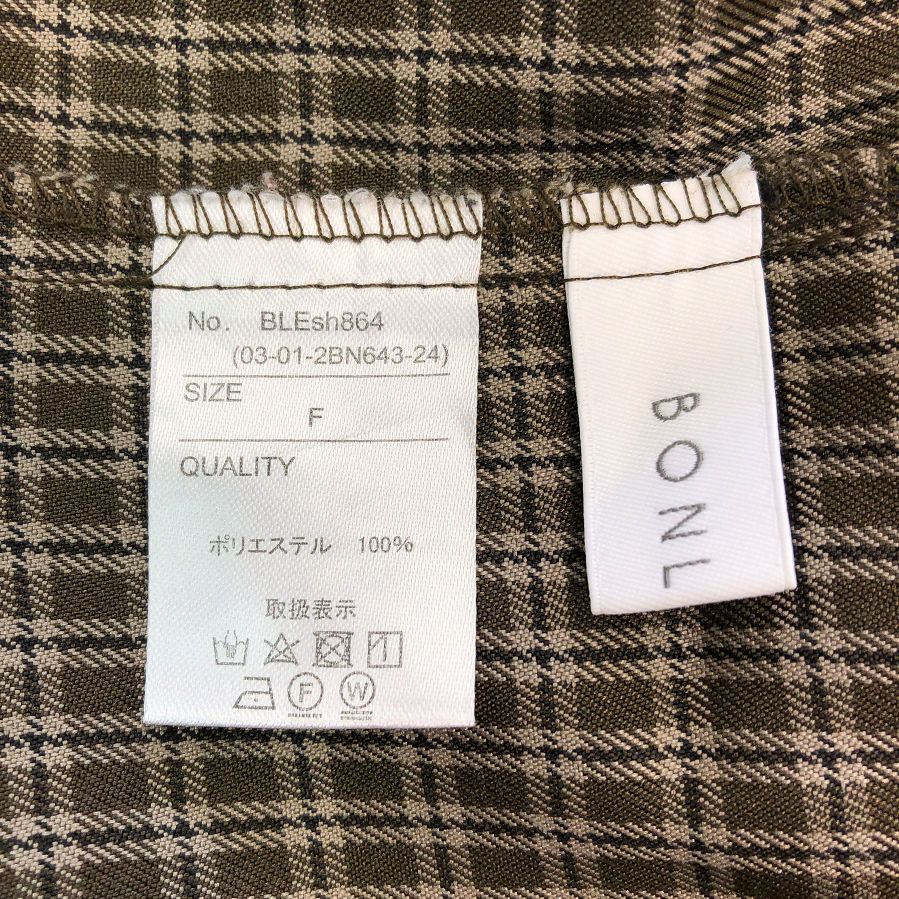 No. BLEsh864
(03-01-2BN643-24)
SIZE
F
QUALITY
ポリエステル 100%
取扱表示
F
W
BONL